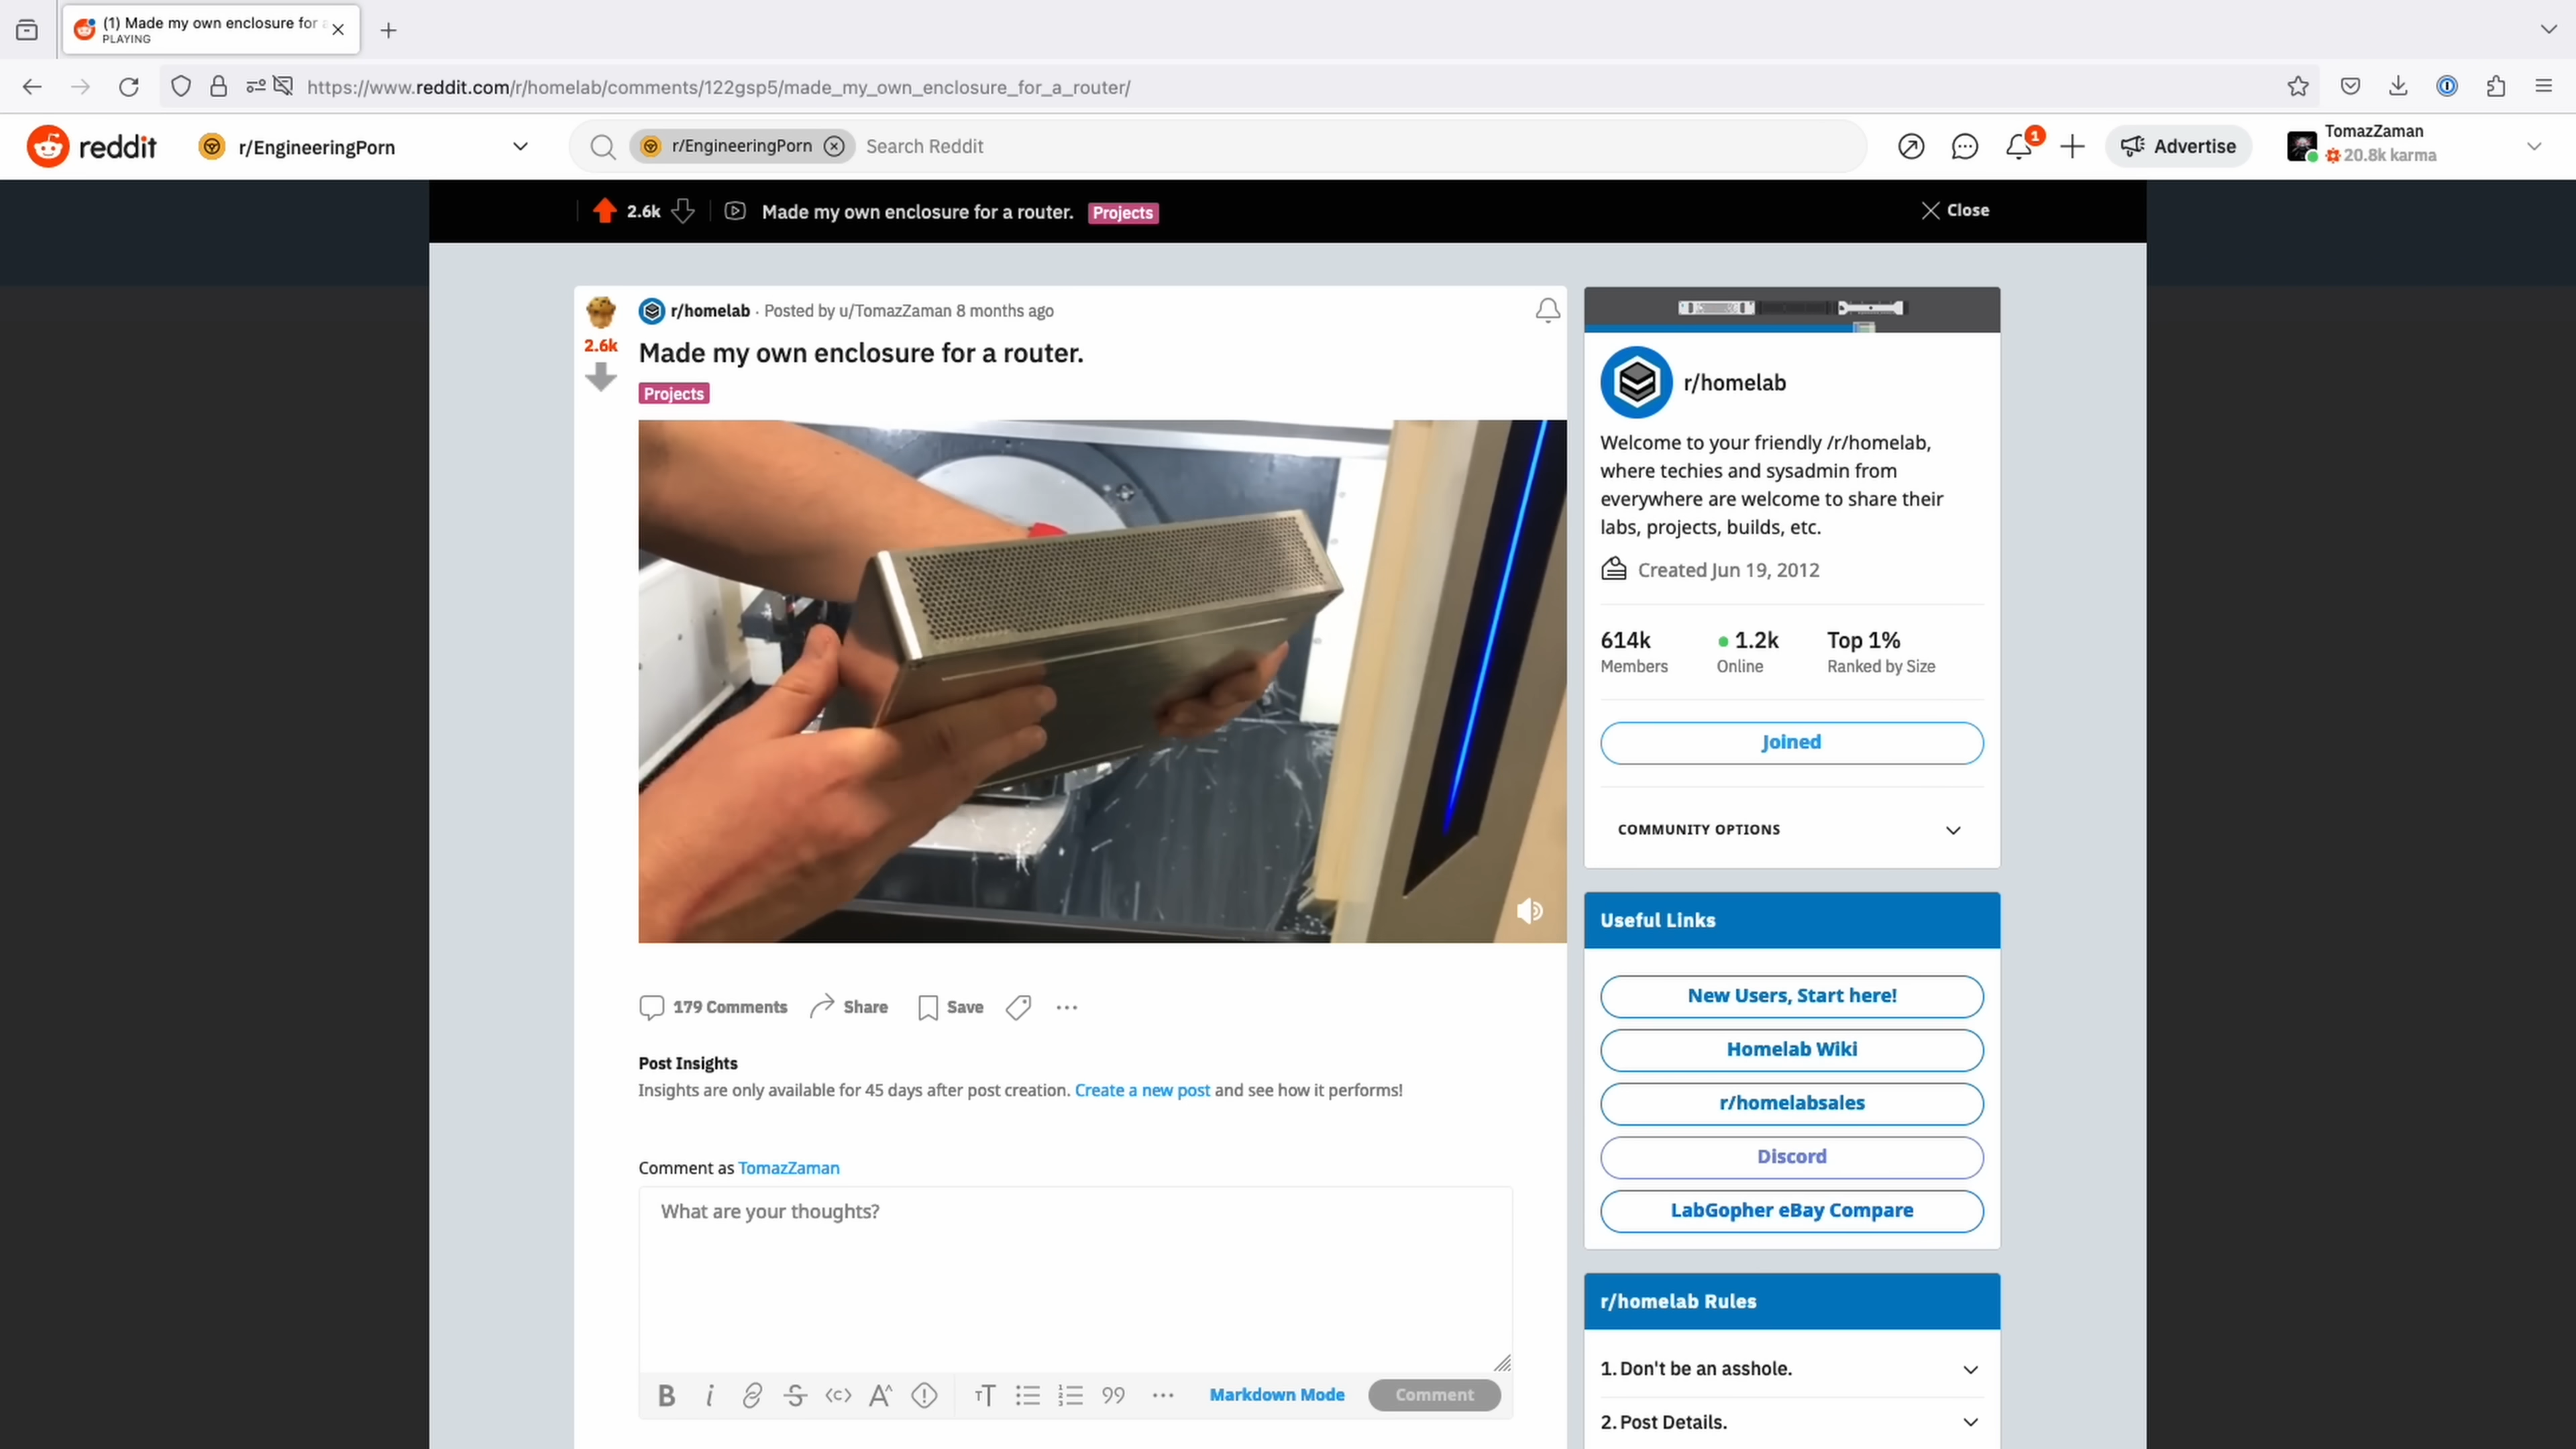 (1) Made my own enclosure for a
PLAYING
https://www.reddit.com/r/homelab/comments/122gsp5/made_my_own_enclosure_for_a_router/
reddit
r/EngineeringPorn
r/EngineeringPorn
Search Reddit
1
Advertise
TomazZaman
20.8k karma
2.6k
Made my own enclosure for a router.
Projects
Close
r/homelab · Posted by u/TomazZaman 8 months ago
2.6k
Made my own enclosure for a router.
Projects
179 Comments
Share
Save
Post Insights
Insights are only available for 45 days after post creation. Create a new post and see how it performs!
Comment as TomazZaman
What are your thoughts?
Markdown Mode
Comment
r/homelab
Welcome to your friendly /r/homelab,
where techies and sysadmin from
everywhere are welcome to share their
labs, projects, builds, etc.
Created Jun 19, 2012
614k
Members
1.2k
Online
Top 1%
Ranked by Size
Joined
COMMUNITY OPTIONS
Useful Links
New Users, Start here!
Homelab Wiki
r/homelabsales
Discord
LabGopher eBay Compare
r/homelab Rules
1. Don't be an asshole.
2. Post Details.